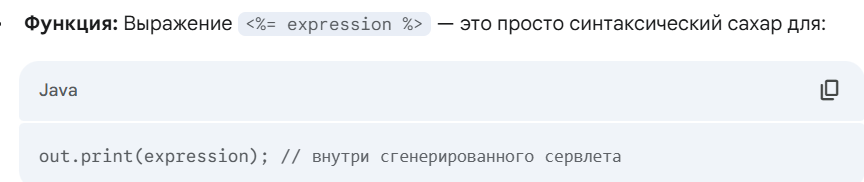 Функция: Выражение <%= expression %> — это просто синтаксический сахар для:
Java
out.print(expression); // внутри сгенерированного сервлета